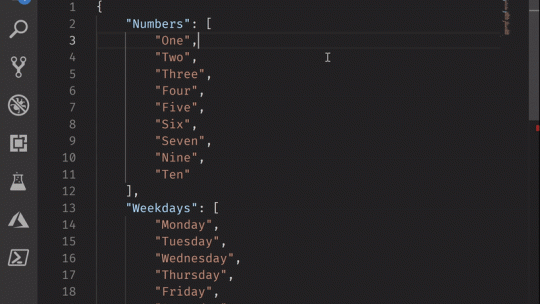 1 {
2 "Numbers": [
3 "One",
4 "Two",
5 "Three",
6 "Four",
7 "Five",
8 "Six",
9 "Seven",
10 "Nine",
11 "Ten"
12 ],
13 "Weekdays": [
14 "Monday",
15 "Tuesday",
16 "Wednesday",
17 "Thursday",
18 "Friday",